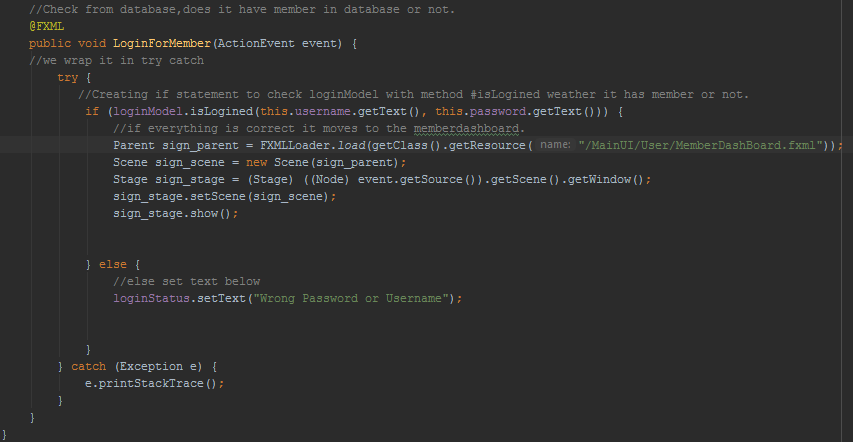 //Check from database,does it have member in database or not.
@FXML
public void LoginForMember(ActionEvent event) {
//we wrap it in try catch
try {
//Creating if statement to check loginModel with method #isLogined weather it has member or not.
if (loginModel.isLogined(this.username.getText(), this.password.getText())) {
//if everything is correct it moves to the memberdashboard.
Parent sign_parent = FXMLLoader.load(getClass().getResource( name: "/MainUI/User/MemberDashBoard.fxml"));
Scene sign_scene = new Scene(sign_parent);
Stage sign_stage = (Stage) ((Node) event.getSource()).getScene().getWindow();
sign_stage.setScene(sign_scene);
sign_stage.show();
} else {
//else set text below
loginStatus.setText("Wrong Password or Username");
}
} catch (Exception e) {
e.printStackTrace();
}
}
}